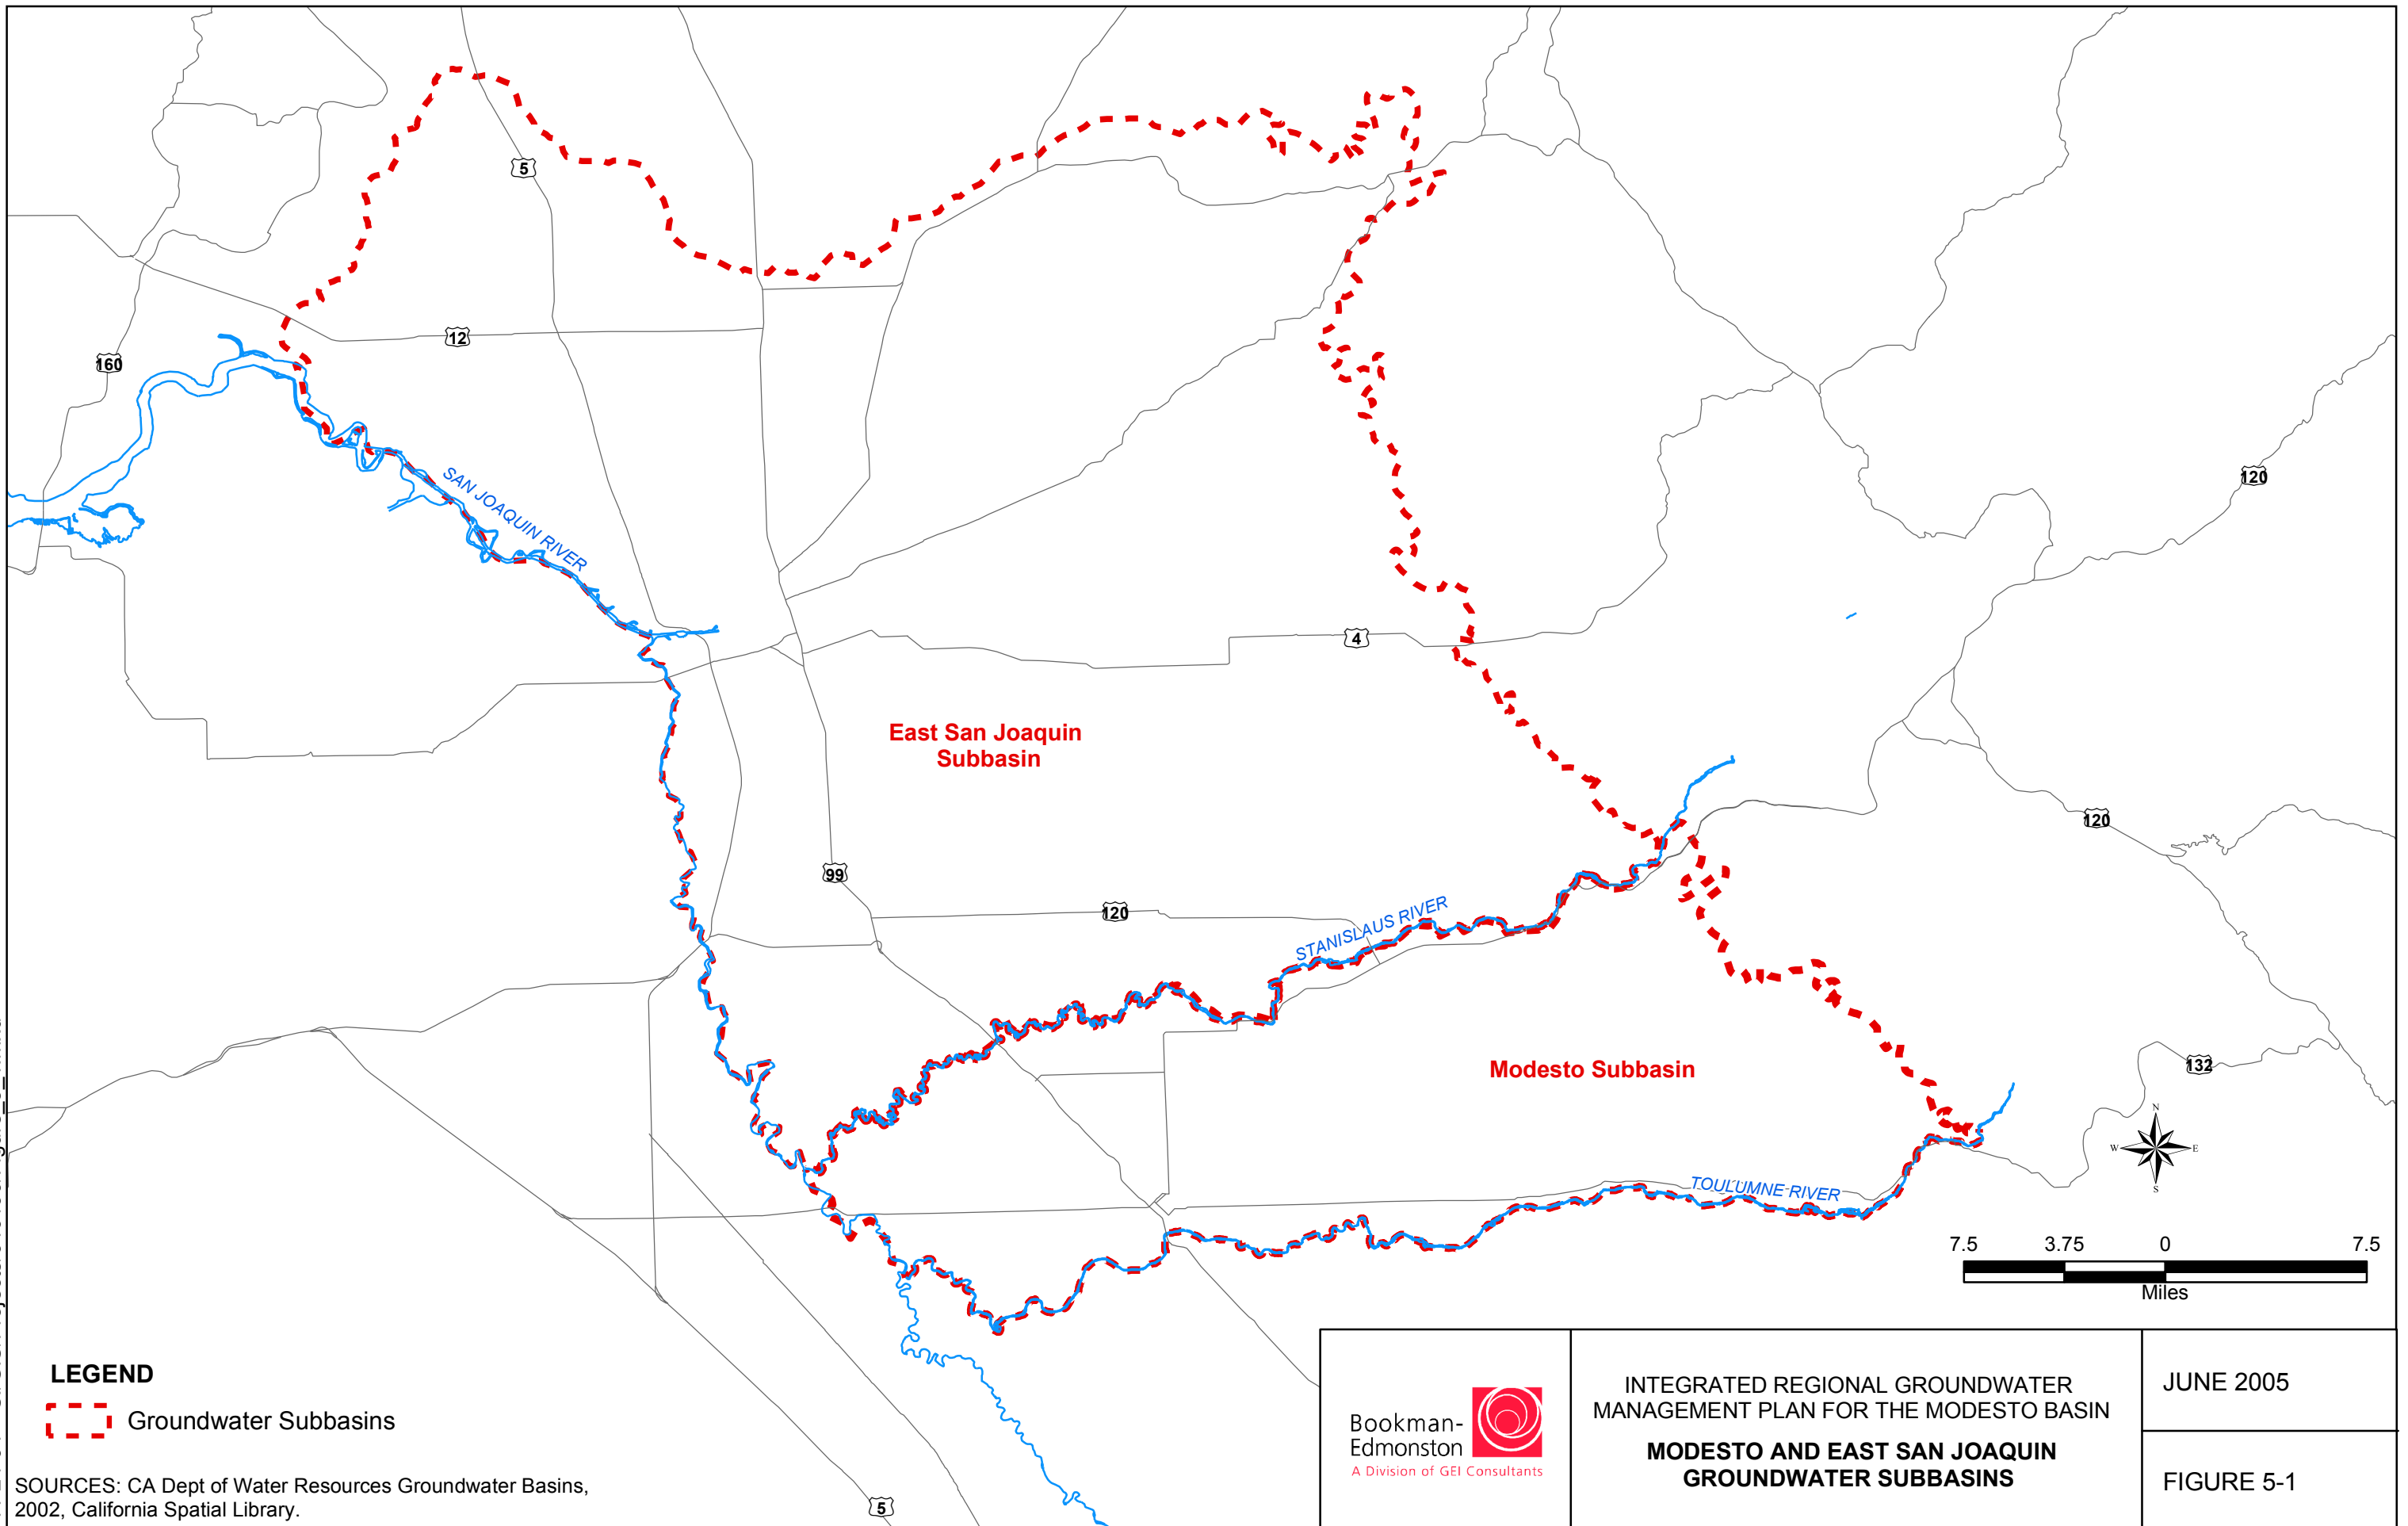 5
12
160
SAN JOAQUIN RIVER
120
4
East San Joaquin
Subbasin
120
99
120
STANISLAUS RIVER
Modesto Subbasin
132
N
W
E
S
TOULUMNE RIVER
7.5 3.75 0 7.5
Miles
LEGEND
Groundwater Subbasins
SOURCES: CA Dept of Water Resources Groundwater Basins,
2002, California Spatial Library.
5
Bookman-
Edmonston
A Division of GEI Consultants
INTEGRATED REGIONAL GROUNDWATER
MANAGEMENT PLAN FOR THE MODESTO BASIN
MODESTO AND EAST SAN JOAQUIN
GROUNDWATER SUBBASINS
JUNE 2005
FIGURE 5-1